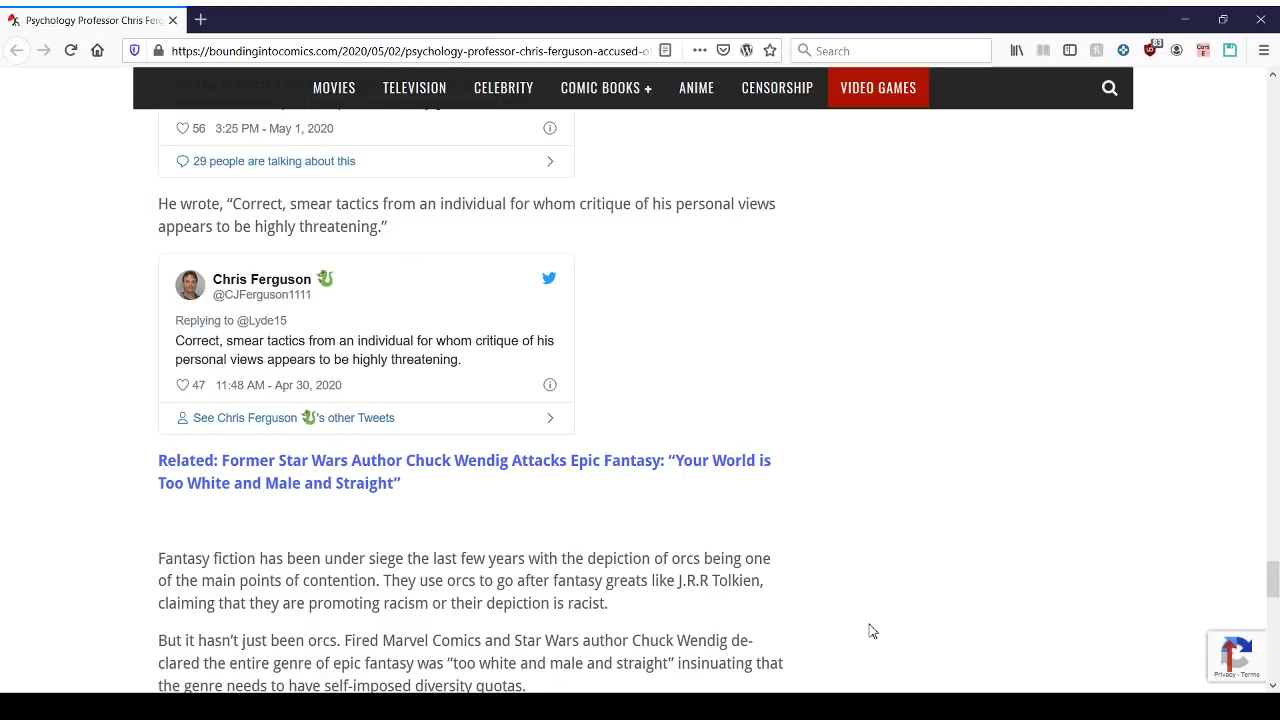 Psychology Professor Chris Ferg
https://boundingintocomics.com/2020/05/02/psychology-professor-chris-ferguson-accused-o
Search
83
MOVIES TELEVISION CELEBRITY COMIC BOOKS + ANIME CENSORSHIP VIDEO GAMES
56 3:25 PM - May 1, 2020
29 people are talking about this
He wrote, “Correct, smear tactics from an individual for whom critique of his personal views
appears to be highly threatening.”
Chris Ferguson 🐉
@CJFerguson1111
Replying to @Lyde15
Correct, smear tactics from an individual for whom critique of his
personal views appears to be highly threatening.
47 11:48 AM - Apr 30, 2020
See Chris Ferguson 🐉's other Tweets
Related: Former Star Wars Author Chuck Wendig Attacks Epic Fantasy: “Your World is
Too White and Male and Straight”
Fantasy fiction has been under siege the last few years with the depiction of orcs being one
of the main points of contention. They use orcs to go after fantasy greats like J.R.R Tolkien,
claiming that they are promoting racism or their depiction is racist.
But it hasn’t just been orcs. Fired Marvel Comics and Star Wars author Chuck Wendig de-
clared the entire genre of epic fantasy was “too white and male and straight” insinuating that
the genre needs to have self-imposed diversity quotas.
Privacy - Terms